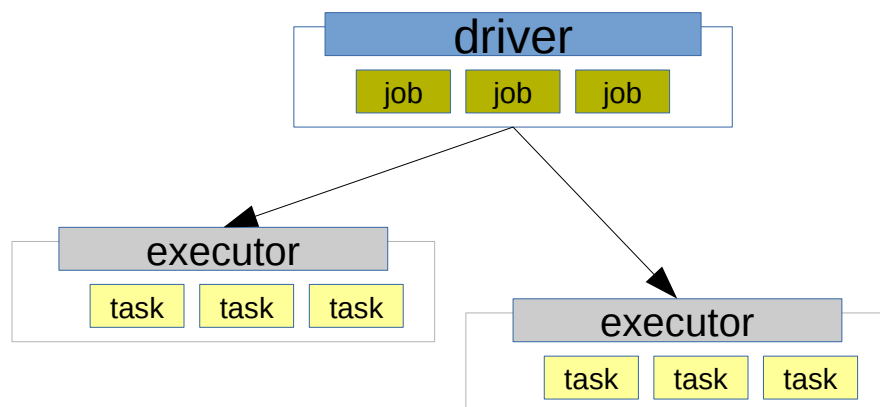 driver
job job job
executor
task task task
executor
task task task